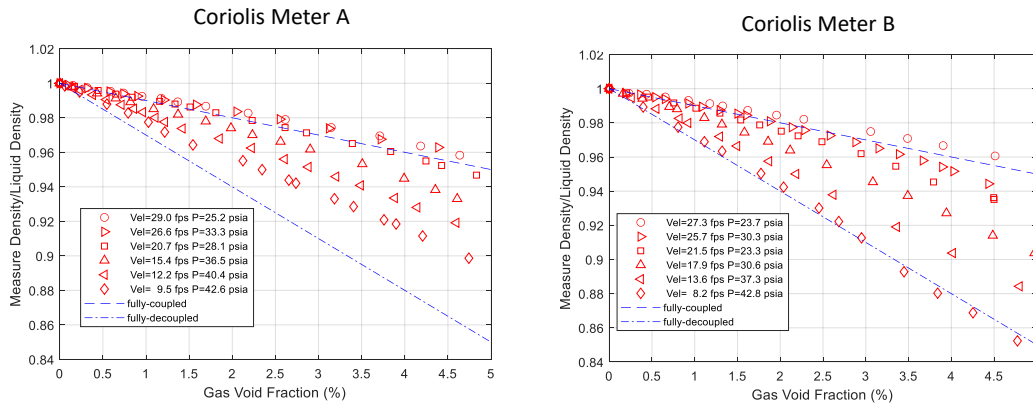 Coriolis Meter A
1.02
1
0.98
0.96
0.94
0.92
0.9
0.88
0.86
0.84
Measure Density/Liquid Density
Vel=29.0 fps P=25.2 psia
Vel=26.6 fps P=33.3 psia
Vel=20.7 fps P=28.1 psia
Vel=15.4 fps P=36.5 psia
Vel=12.2 fps P=40.4 psia
Vel= 9.5 fps P=42.6 psia
fully-coupled
fully-decoupled
0 0.5 1 1.5 2 2.5 3 3.5 4 4.5 5
Gas Void Fraction (%)
Coriolis Meter B
1.02
1
0.98
0.96
0.94
0.92
0.9
0.88
0.86
0.84
Measure Density/Liquid Density
Vel=27.3 fps P=23.7 psia
Vel=25.7 fps P=30.3 psia
Vel=21.5 fps P=23.3 psia
Vel=17.9 fps P=30.6 psia
Vel=13.6 fps P=37.3 psia
Vel= 8.2 fps P=42.8 psia
fully-coupled
fully-decoupled
0 0.5 1 1.5 2 2.5 3 3.5 4 4.5
Gas Void Fraction (%)